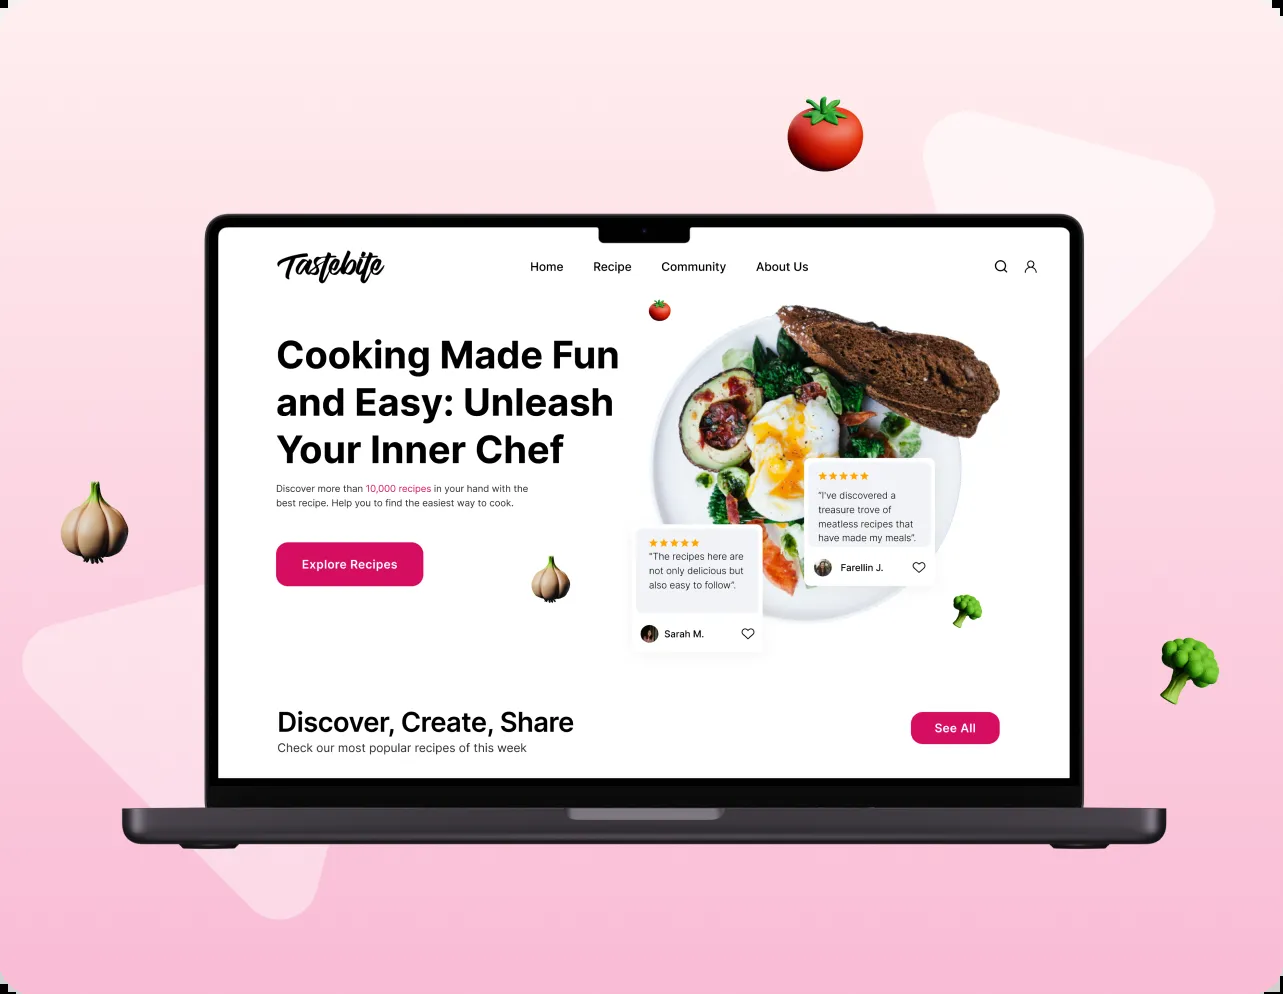 Tastebite
Home
Recipe
Community
About Us
Cooking Made Fun
and Easy: Unleash
Your Inner Chef
Discover more than 10,000 recipes in your hand with the
best recipe. Help you to find the easiest way to cook.
Explore Recipes
“I’ve discovered a
treasure trove of
meatless recipes that
have made my meals”.
Farellin J.
“The recipes here are
not only delicious but
also easy to follow”.
Sarah M.
Discover, Create, Share
Check our most popular recipes of this week
See All